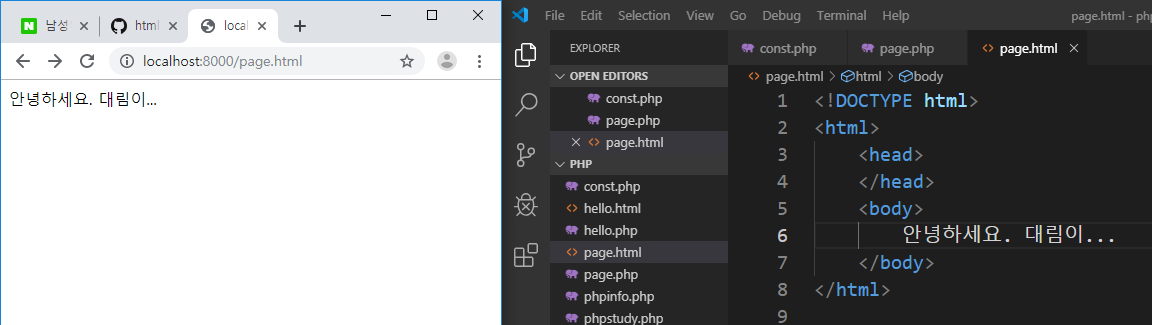 남성
html
local
localhost:8000/page.html
안녕하세요. 대림이...
File Edit Selection View Go Debug Terminal Help page.html - ph
EXPLORER
OPEN EDITORS
const.php
page.php
page.html
PHP
const.php
hello.html
hello.php
page.html
page.php
phpinfo.php
phpstudy.php
const.php page.php page.html
page.html html body
1 <!DOCTYPE html>
2 <html>
3 <head>
4 </head>
5 <body>
6 안녕하세요. 대림이...
7 </body>
8 </html>
9